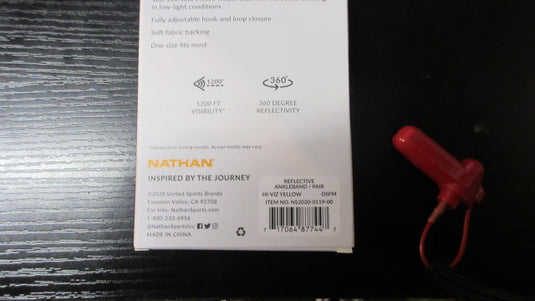 in low-light conditions
Fully adjustable hook and loop closure
Soft fabric backing
One size fits most
1200'
360°
1200 FT
VISIBILITY*
360 DEGREE
REFLECTIVITY
*Independent testing results. Actual results may vary.
NATHAN
INSPIRED BY THE JOURNEY
©2020 United Sports Brands
Fountain Valley, CA 92708
For Info: NathanSports.com
1-800-233-6956
@NathanSportsInc
MADE IN CHINA
REFLECTIVE
ANKLEBAND / PAIR
HI-VIZ YELLOW OSFM
ITEM NO: NS2020-0119-00
7 17064 87744 7